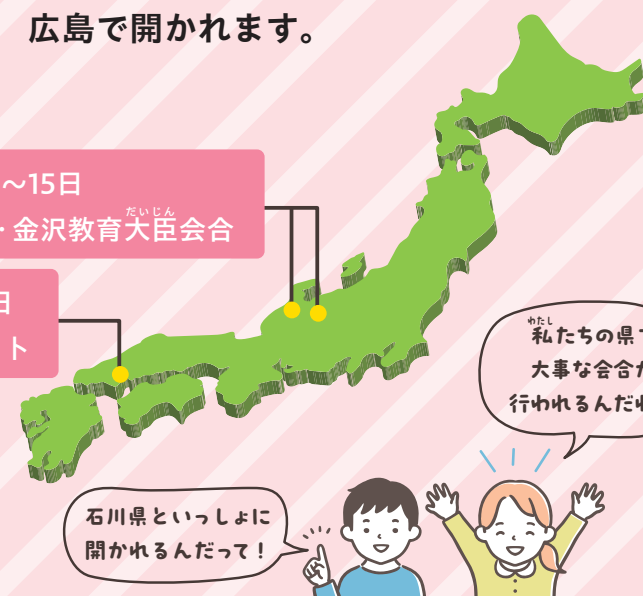 広島で開かれます。
～15日
・金沢教育大臣会合
だいじん
日
ト
わたし
私たちの県で
大事な会合が
行われるんだね
石川県といっしょに
開かれるんだって！